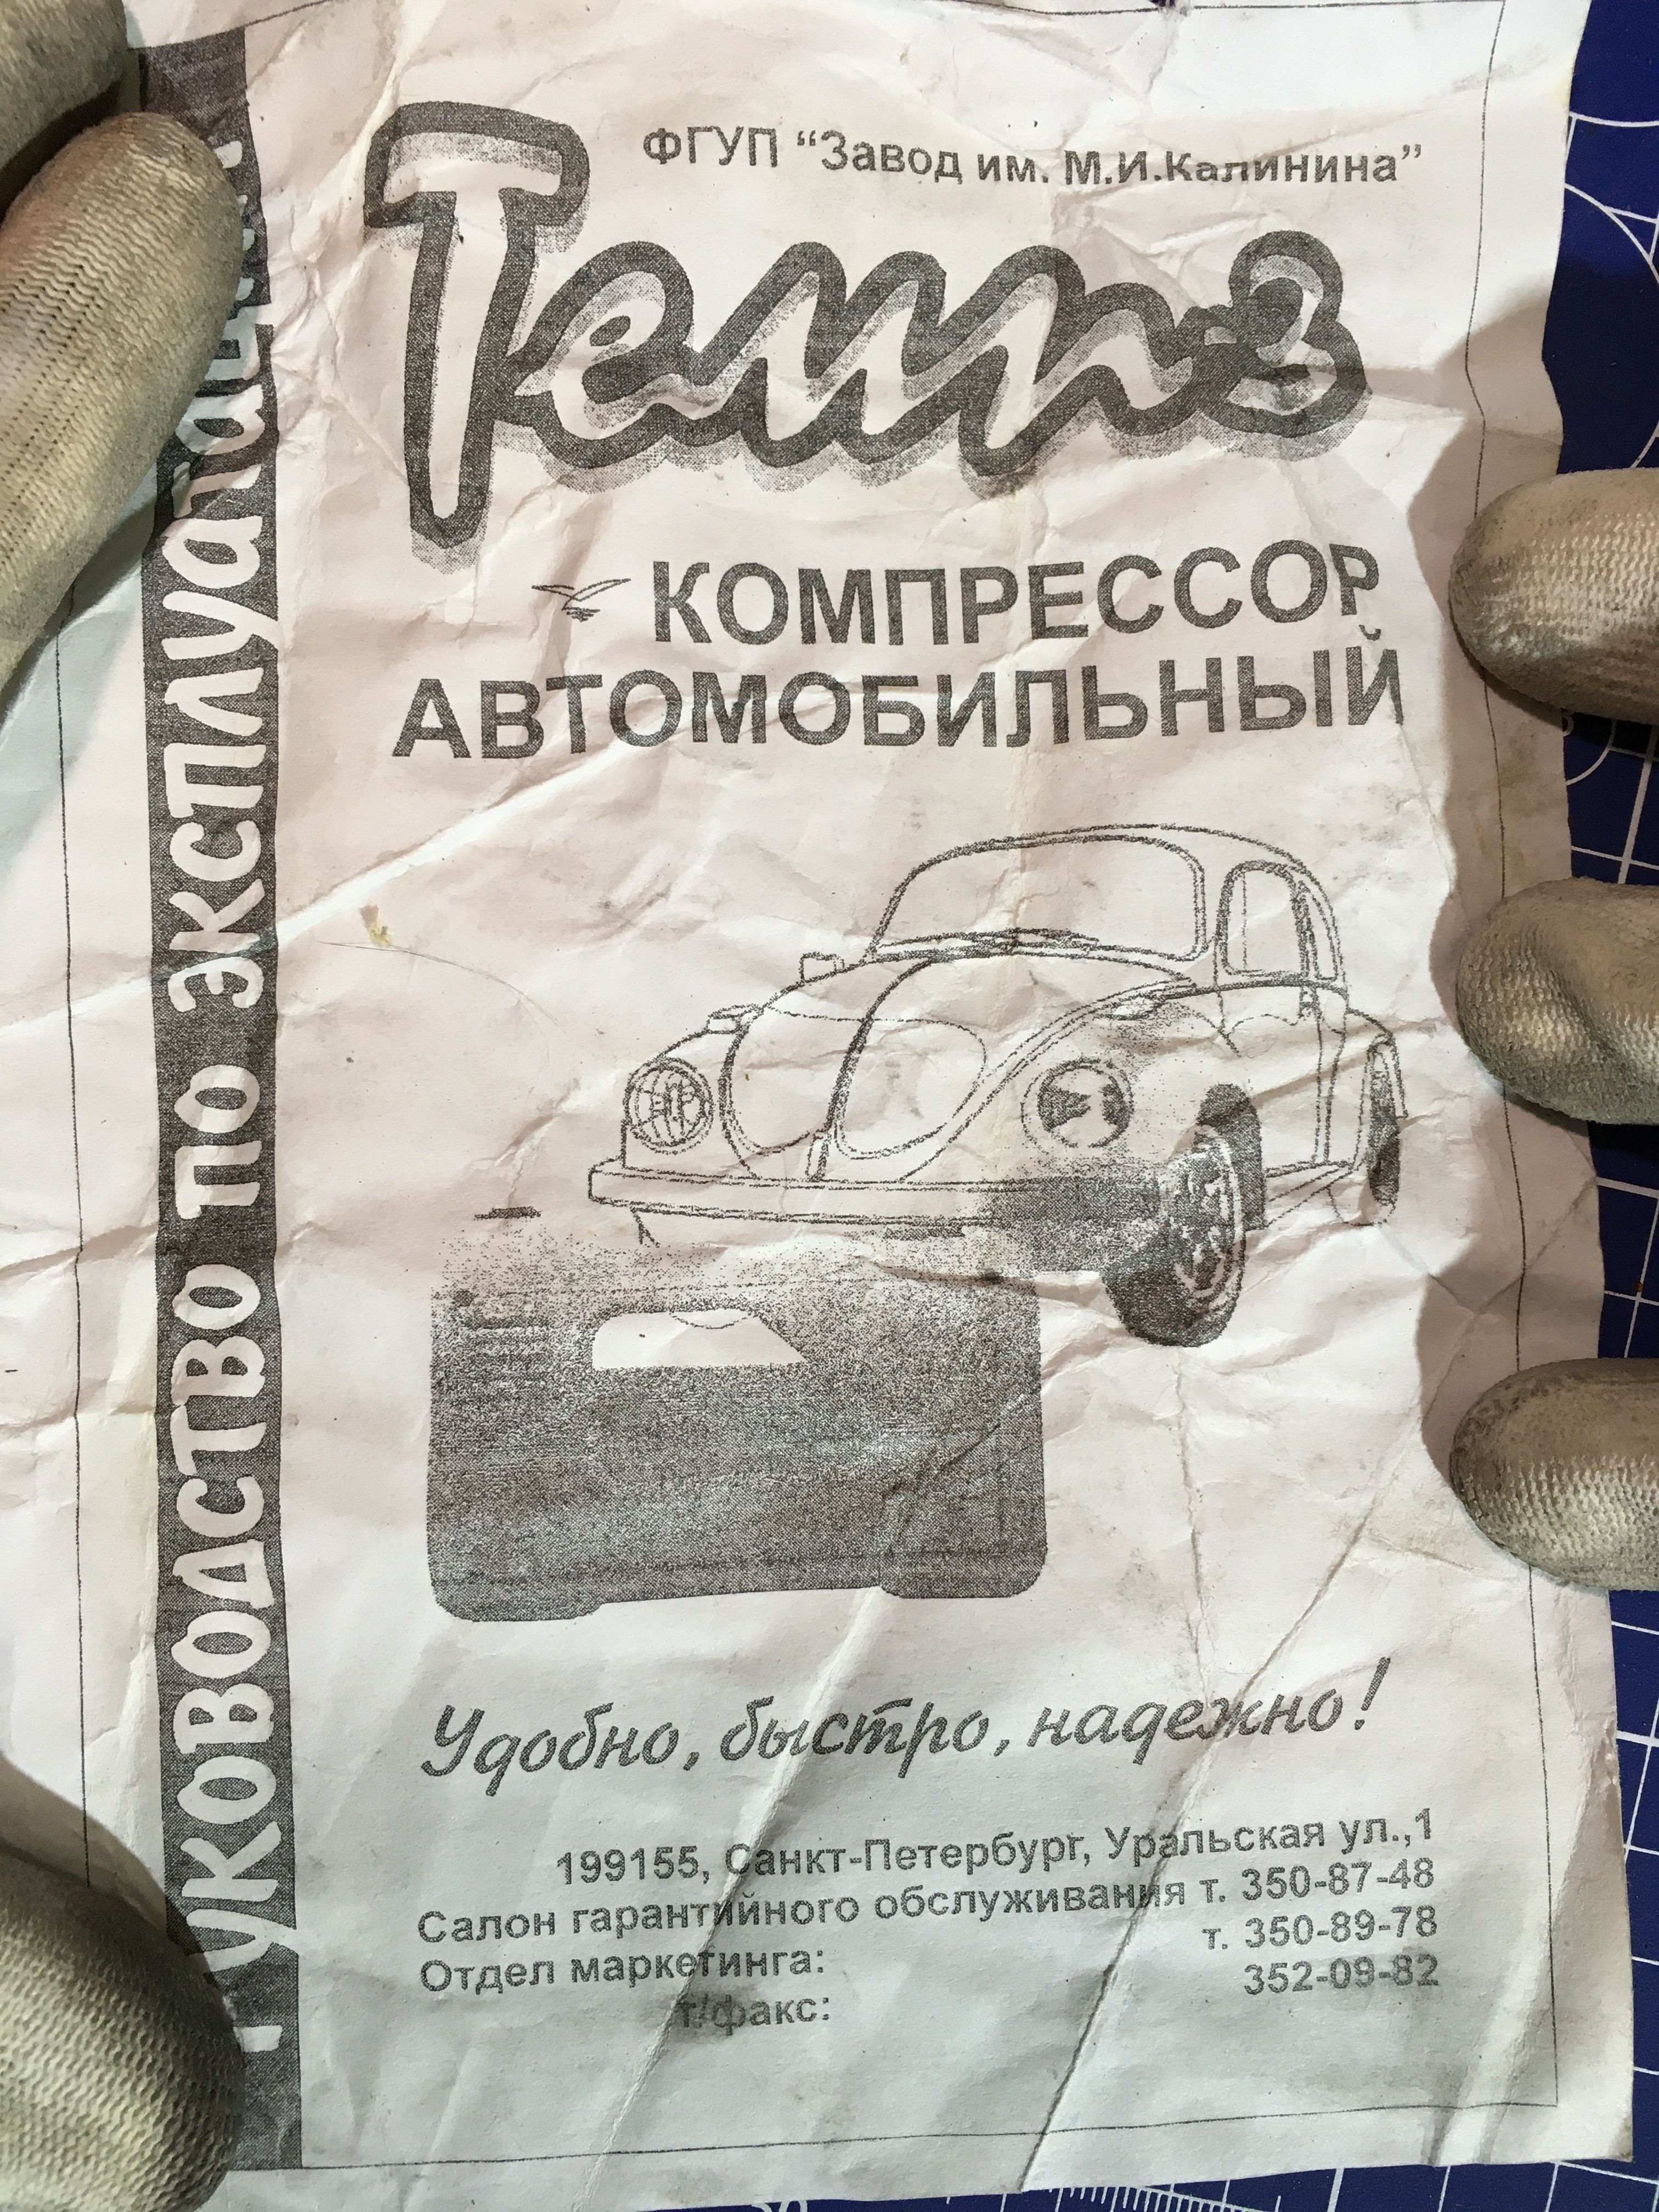 ФГУП “Завод им. М.И.Калинина”
Темп 3
КОМПРЕССОР
АВТОМОБИЛЬНЫЙ
Удобно, быстро, надежно!
199155, Санкт-Петербург, Уральская ул.,1
Салон гарантийного обслуживания т. 350-87-48
Отдел маркетинга: т. 350-89-78
т/факс: 352-09-82
РУКОВОДСТВО ПО ЭКСПЛУАТАЦИИ